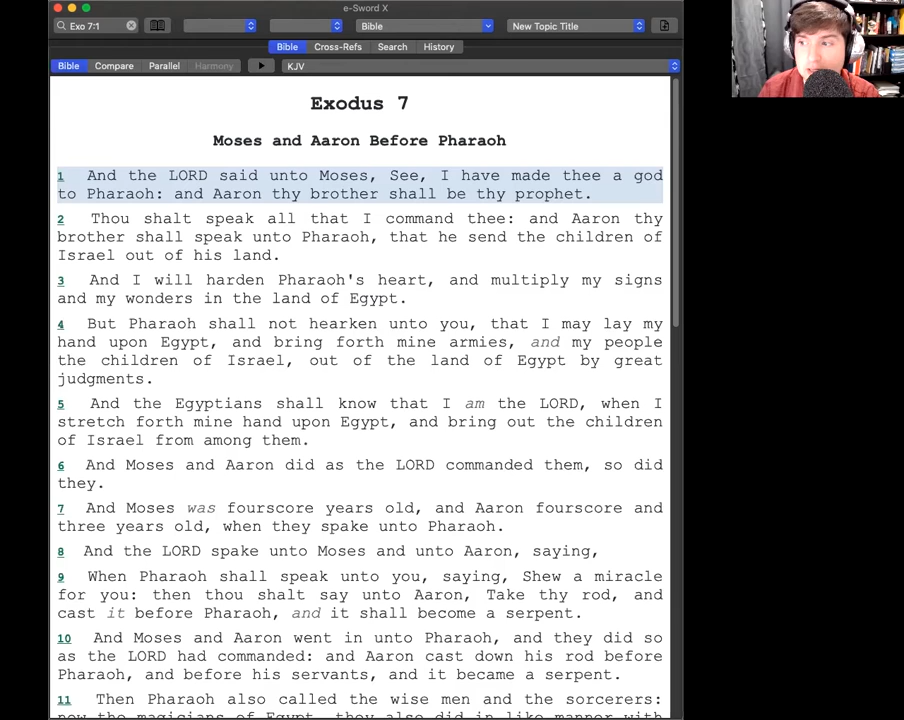 e-Sword X
Exo 7:1
Bible
New Topic Title
Bible Cross-Refs Search History
Bible Compare Parallel Harmony KJV
Exodus 7
Moses and Aaron Before Pharaoh
1 And the LORD said unto Moses, See, I have made thee a god
to Pharaoh: and Aaron thy brother shall be thy prophet.
2 Thou shalt speak all that I command thee: and Aaron thy
brother shall speak unto Pharaoh, that he send the children of
Israel out of his land.
3 And I will harden Pharaoh's heart, and multiply my signs
and my wonders in the land of Egypt.
4 But Pharaoh shall not hearken unto you, that I may lay my
hand upon Egypt, and bring forth mine armies, and my people
the children of Israel, out of the land of Egypt by great
judgments.
5 And the Egyptians shall know that I am the LORD, when I
stretch forth mine hand upon Egypt, and bring out the children
of Israel from among them.
6 And Moses and Aaron did as the LORD commanded them, so did
they.
7 And Moses was fourscore years old, and Aaron fourscore and
three years old, when they spake unto Pharaoh.
8 And the LORD spake unto Moses and unto Aaron, saying,
9 When Pharaoh shall speak unto you, saying, Shew a miracle
for you: then thou shalt say unto Aaron, Take thy rod, and
cast it before Pharaoh, and it shall become a serpent.
10 And Moses and Aaron went in unto Pharaoh, and they did so
as the LORD had commanded: and Aaron cast down his rod before
Pharaoh, and before his servants, and it became a serpent.
11 Then Pharaoh also called the wise men and the sorcerers:
now the magicians of Egypt, they also did in like manner with